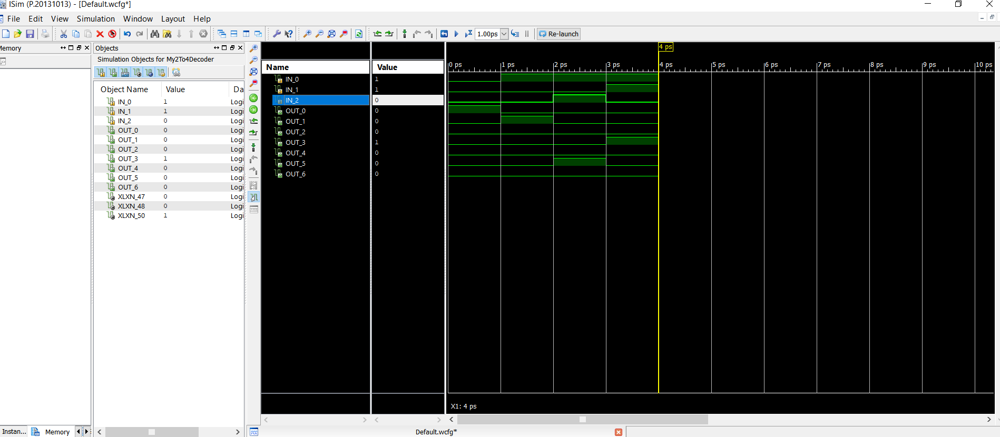 ISim (P.20131013) - [Default.wcfg*]
File Edit View Simulation Window Layout Help
1.00ps Re-launch
Memory
Objects
Simulation Objects for My2To4Decoder
Object Name Value Da
IN_0 1 Logi
IN_1 1 Logi
IN_2 0 Logi
OUT_0 0 Logi
OUT_1 0 Logi
OUT_2 0 Logi
OUT_3 1 Logi
OUT_4 0 Logi
OUT_5 0 Logi
OUT_6 0 Logi
XLXN_47 0 Logi
XLXN_48 0 Logi
XLXN_50 1 Logi
Name Value
IN_0 1
IN_1 1
IN_2 0
OUT_0 0
OUT_1 0
OUT_2 0
OUT_3 1
OUT_4 0
OUT_5 0
OUT_6 0
4 ps
0 ps 1 ps 2 ps 3 ps 4 ps 5 ps 6 ps 7 ps 8 ps 9 ps 10 ps
X1: 4 ps
Instan... Memory
Default.wcfg*